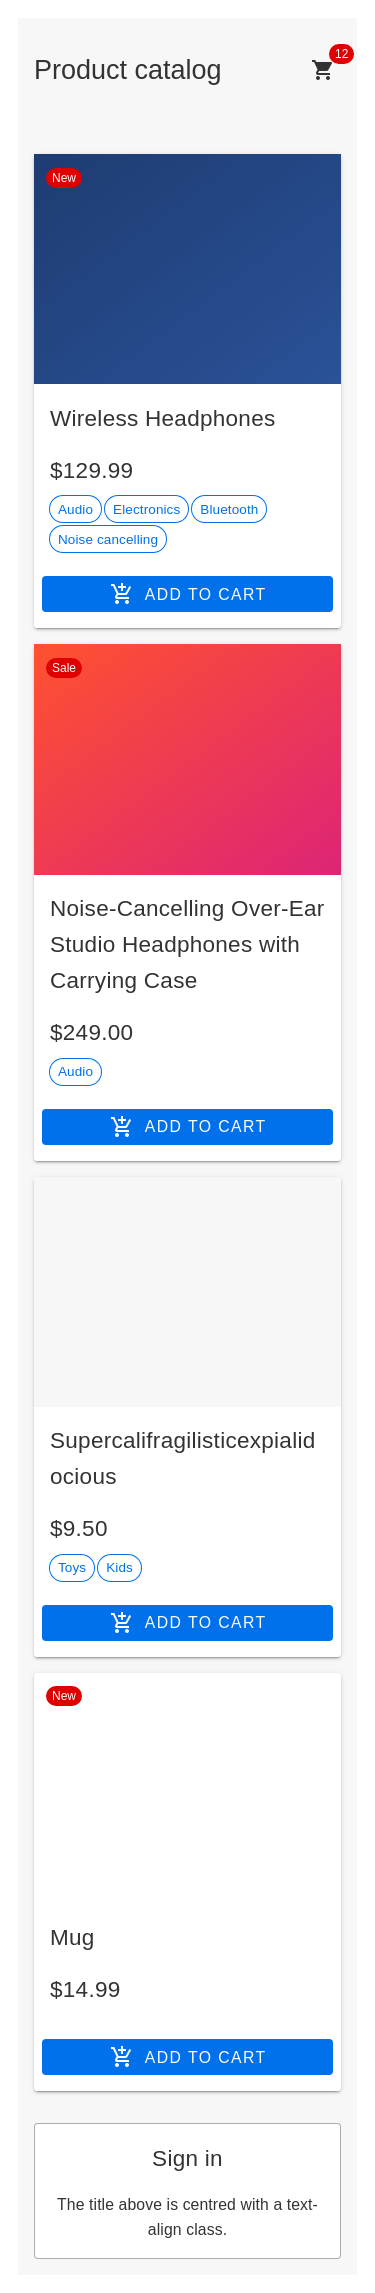 Product catalog
12
New
Wireless Headphones
$129.99
Audio Electronics Bluetooth
Noise cancelling
ADD TO CART
Sale
Noise-Cancelling Over-Ear
Studio Headphones with
Carrying Case
$249.00
Audio
ADD TO CART
Supercalifragilisticexpialid
ocious
$9.50
Toys Kids
ADD TO CART
New
Mug
$14.99
ADD TO CART
Sign in
The title above is centred with a text-
align class.